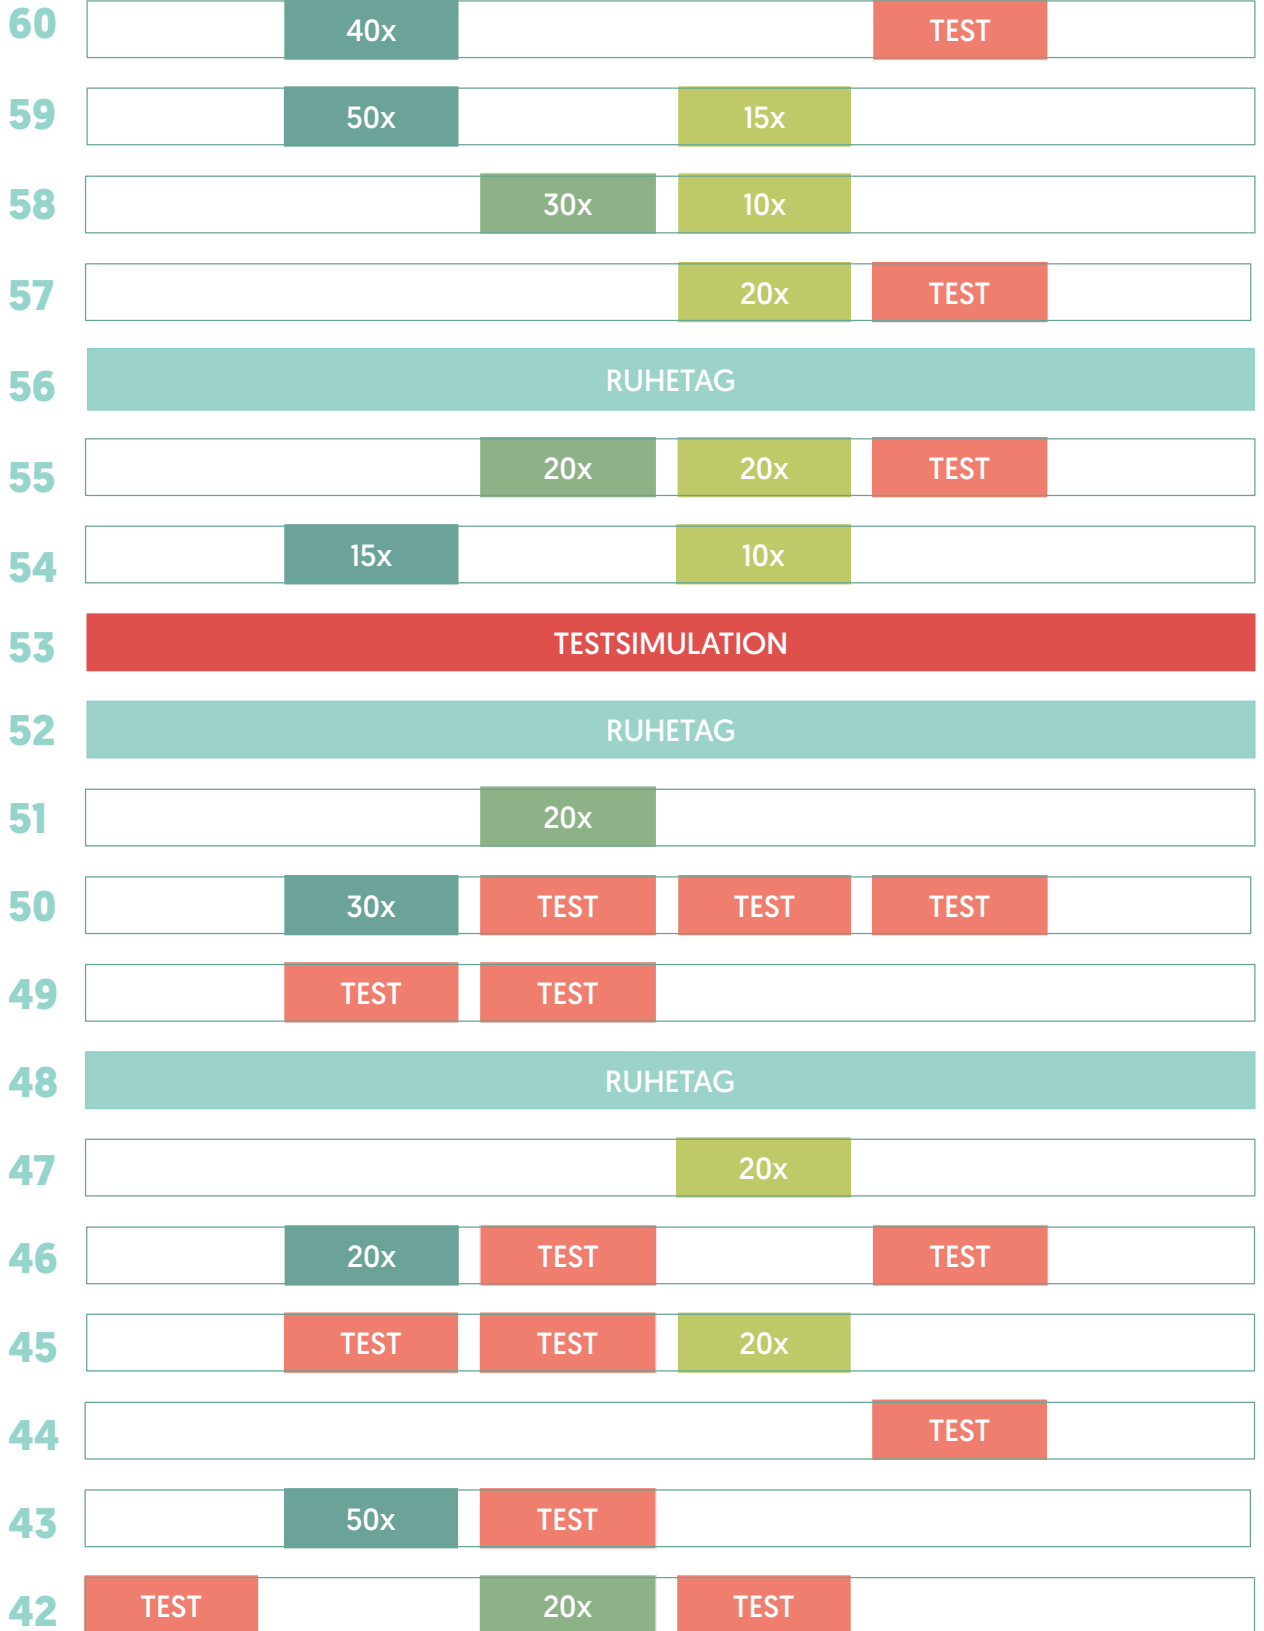 60 40x TEST
59 50x 15x
58 30x 10x
57 20x TEST
56 RUHETAG
55 20x 20x TEST
54 15x 10x
53 TESTSIMULATION
52 RUHETAG
51 20x
50 30x TEST TEST TEST
49 TEST TEST
48 RUHETAG
47 20x
46 20x TEST TEST
45 TEST TEST 20x
44 TEST
43 50x TEST
42 TEST 20x TEST